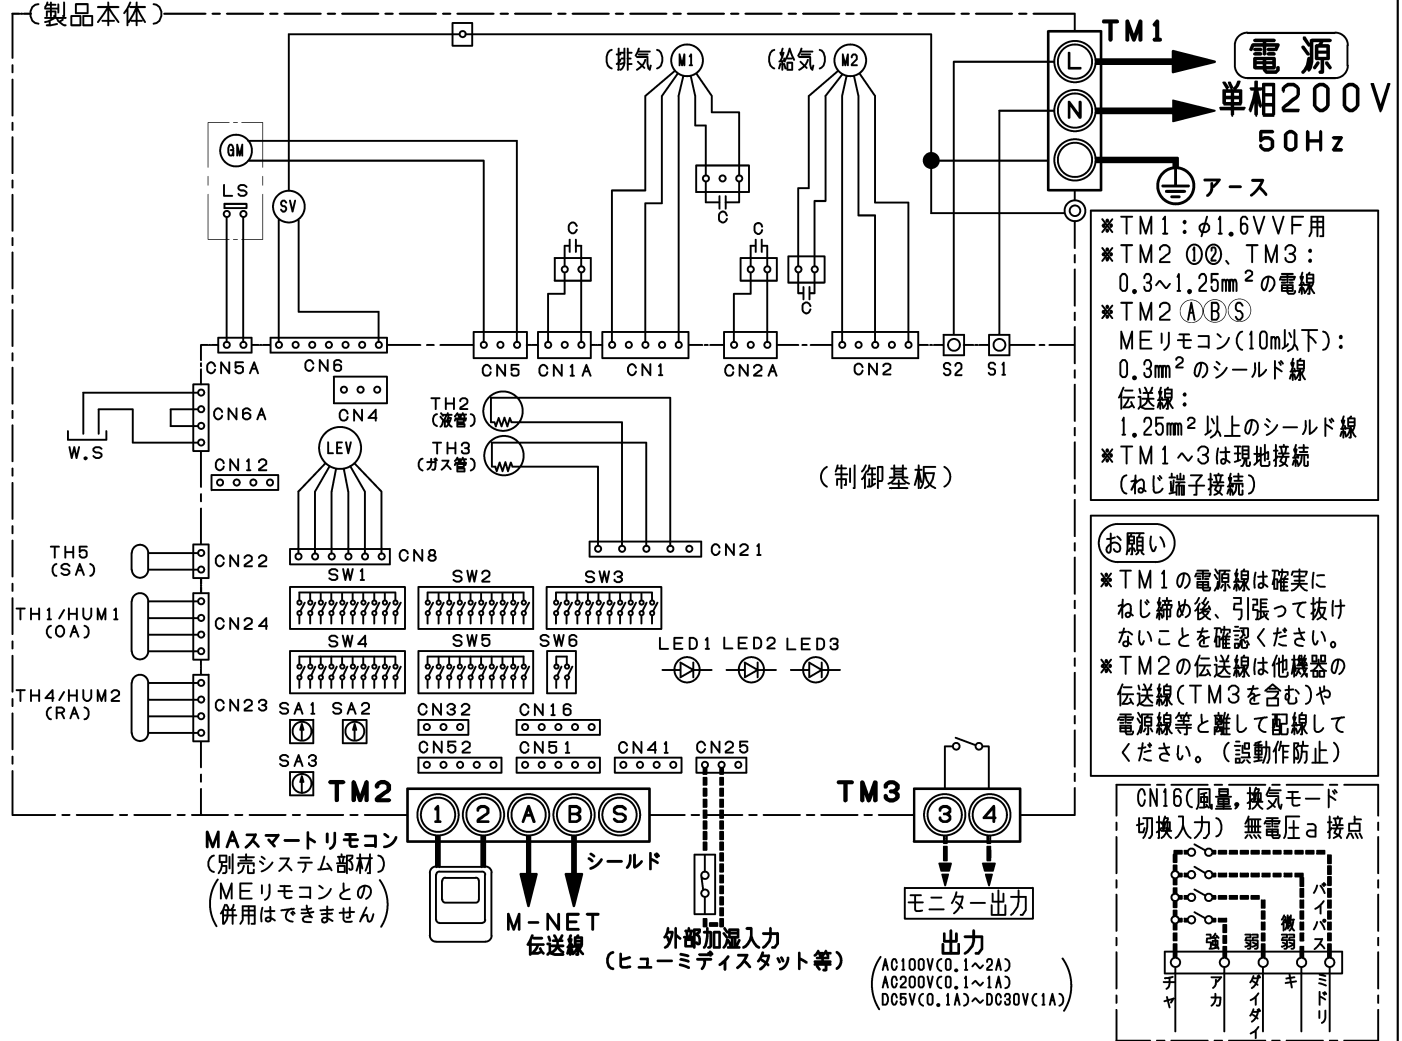 (製品本体)
TM1
L
N
電源
単相200V
50Hz
アース
(排気)
M1
(給気)
M2
GM
LS
SV
C
C
C
C
CN5A
CN6
CN5
CN1A
CN1
CN2A
CN2
S2
S1
CN4
CN6A
W.S
CN12
LEV
TH2
(液管)
TH3
(ガス管)
(制御基板)
CN8
CN21
TH5
(SA)
CN22
TH1/HUM1
(OA)
CN24
TH4/HUM2
(RA)
CN23
SW1
SW2
SW3
SW4
SW5
SW6
LED1
LED2
LED3
SA1
SA2
SA3
CN32
CN16
CN52
CN51
CN41
CN25
TM2
1
2
A
B
S
TM3
3
4
MAスマートリモコン
(別売システム部材)
(MEリモコンとの
併用はできません)
シールド
M-NET
伝送線
外部加湿入力
(ヒューミディスタット等)
モニター出力
出力
(AC100V(0.1~2A)
AC200V(0.1~1A)
DC5V(0.1A)~DC30V(1A))
※TM1:φ1.6VVF用
※TM2 ①②、TM3:
0.3~1.25mm²の電線
※TM2 ⒶⒷⓈ
MEリモコン(10m以下):
0.3mm²のシールド線
伝送線:
1.25mm²以上のシールド線
※TM1~3は現地接続
(ねじ端子接続)
お願い
※TM1の電源線は確実に
ねじ締め後、引張って抜け
ないことを確認ください。
※TM2の伝送線は他機器の
伝送線(TM3を含む)や
電源線等と離して配線して
ください。(誤動作防止)
CN16(風量,換気モード
切換入力) 無電圧a接点
強
弱
微弱
バイパス
チャ
アカ
ダイダイ
キ
ミドリ